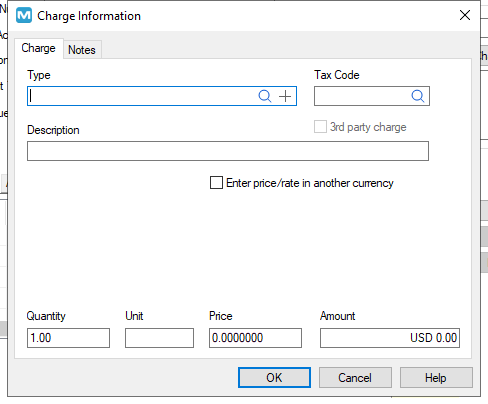 Charge Information
Charge Notes
Type Tax Code
3rd party charge
Description
Enter price/rate in another currency
Quantity Unit Price Amount
1.00 0.0000000 USD 0.00
OK Cancel Help